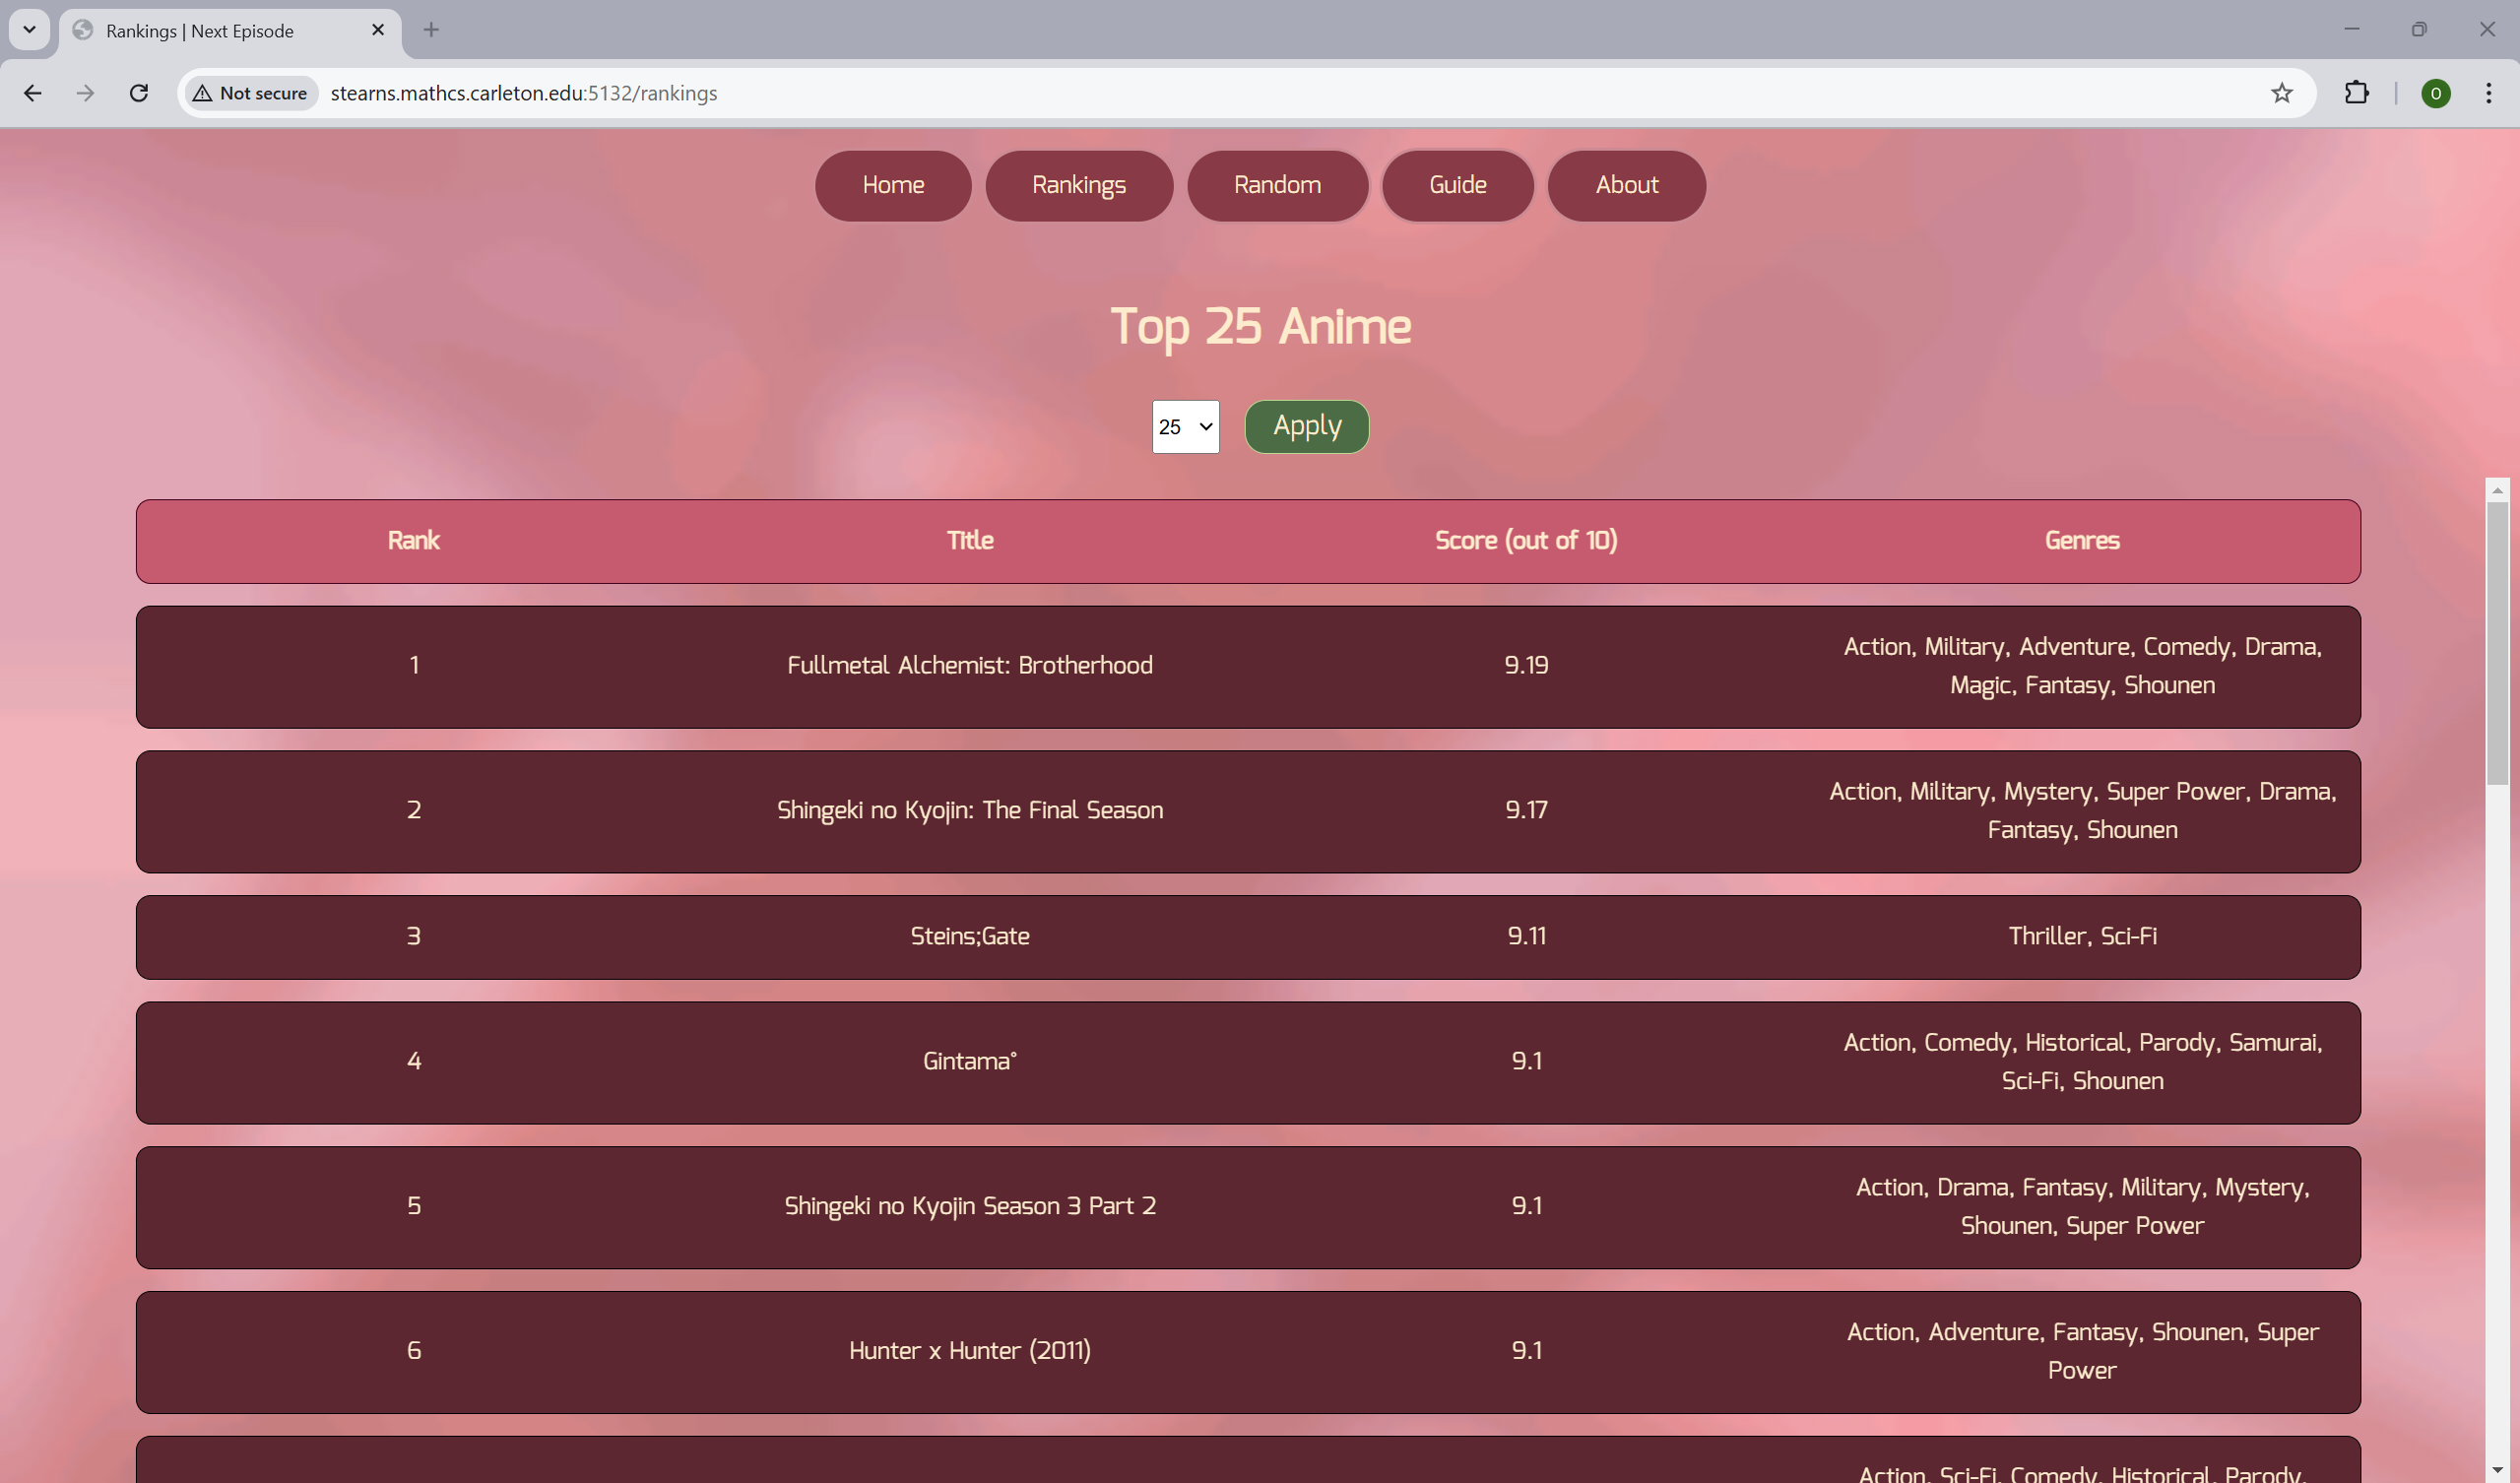 Rankings | Next Episode
Not secure
stearns.mathcs.carleton.edu:5132/rankings
O
Home
Rankings
Random
Guide
About
Top 25 Anime
25
Apply
Rank Title Score (out of 10) Genres
1 Fullmetal Alchemist: Brotherhood 9.19 Action, Military, Adventure, Comedy, Drama,
Magic, Fantasy, Shounen
2 Shingeki no Kyojin: The Final Season 9.17 Action, Military, Mystery, Super Power, Drama,
Fantasy, Shounen
3 Steins;Gate 9.11 Thriller, Sci-Fi
4 Gintama° 9.1 Action, Comedy, Historical, Parody, Samurai,
Sci-Fi, Shounen
5 Shingeki no Kyojin Season 3 Part 2 9.1 Action, Drama, Fantasy, Military, Mystery,
Shounen, Super Power
6 Hunter x Hunter (2011) 9.1 Action, Adventure, Fantasy, Shounen, Super
Power
Action, Sci-Fi, Comedy, Historical, Parody,